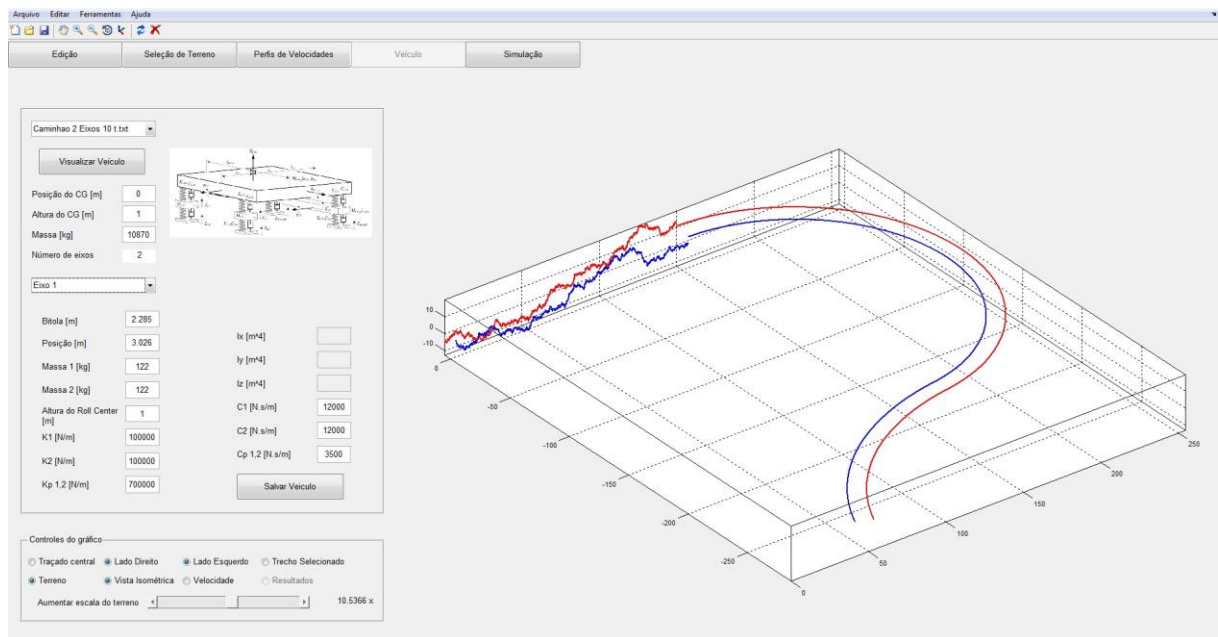 Arquivo Editar Ferramentas Ajuda
Edição Seleção de Terreno Perfis de Velocidades Veículo Simulação
Caminhao 2 Eixos 10 t.txt
Visualizar Veículo
Posição do CG [m] 0
Altura do CG [m] 1
Massa [kg] 10870
Número de eixos 2
Eixo 1
Bitola [m] 2.285
Posição [m] 3.026
Massa 1 [kg] 122
Massa 2 [kg] 122
Altura do Roll Center
[m] 1
K1 [N/m] 100000
K2 [N/m] 100000
Kp 1,2 [N/m] 700000
Ix [m^4]
Iy [m^4]
Iz [m^4]
C1 [N.s/m] 12000
C2 [N.s/m] 12000
Cp 1,2 [N.s/m] 3500
Salvar Veiculo
Controles do gráfico
Traçado central Lado Direito Lado Esquerdo Trecho Selecionado
Terreno Vista Isométrica Velocidade Resultados
Aumentar escala do terreno 10.5366 x
10
0
-10
0
-50
-100
-150
-200
-250
0
50
100
150
200
250